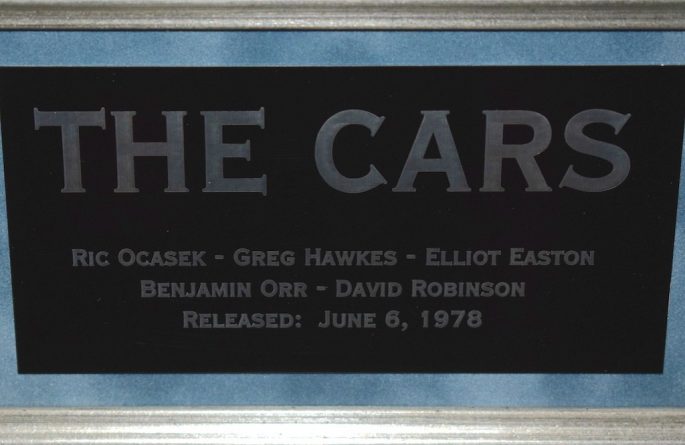 THE CARS
RIC OCASEK - GREG HAWKES - ELLIOT EASTON
BENJAMIN ORR - DAVID ROBINSON
RELEASED: JUNE 6, 1978